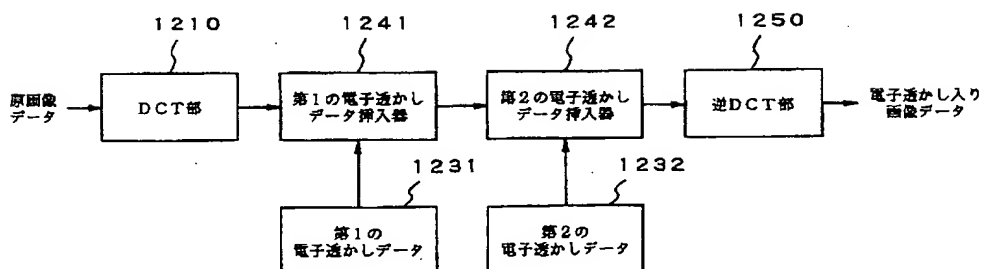 1210
1241
1242
1250
原画像
データ
DCT部
第1の電子透かし
データ挿入器
第2の電子透かし
データ挿入器
逆DCT部
電子透かし入り
画像データ
1231
1232
第1の
電子透かしデータ
第2の
電子透かしデータ